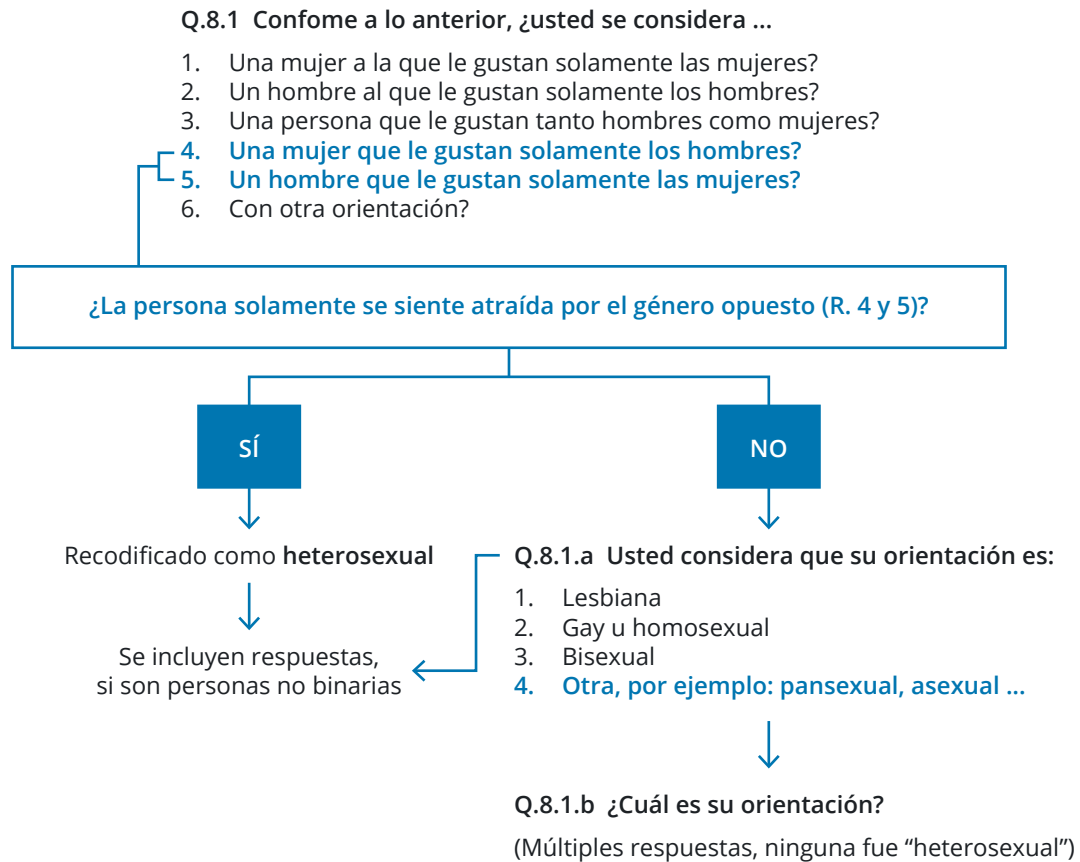 Q.8.1 Confome a lo anterior, ¿usted se considera ...
1. Una mujer a la que le gustan solamente las mujeres?
2. Un hombre al que le gustan solamente los hombres?
3. Una persona que le gustan tanto hombres como mujeres?
4. Una mujer que le gustan solamente los hombres?
5. Un hombre que le gustan solamente las mujeres?
6. Con otra orientación?
¿La persona solamente se siente atraída por el género opuesto (R. 4 y 5)?
SÍ
NO
Recodificado como heterosexual
Se incluyen respuestas,
si son personas no binarias
Q.8.1.a Usted considera que su orientación es:
1. Lesbiana
2. Gay u homosexual
3. Bisexual
4. Otra, por ejemplo: pansexual, asexual ...
Q.8.1.b ¿Cuál es su orientación?
(Múltiples respuestas, ninguna fue “heterosexual”)